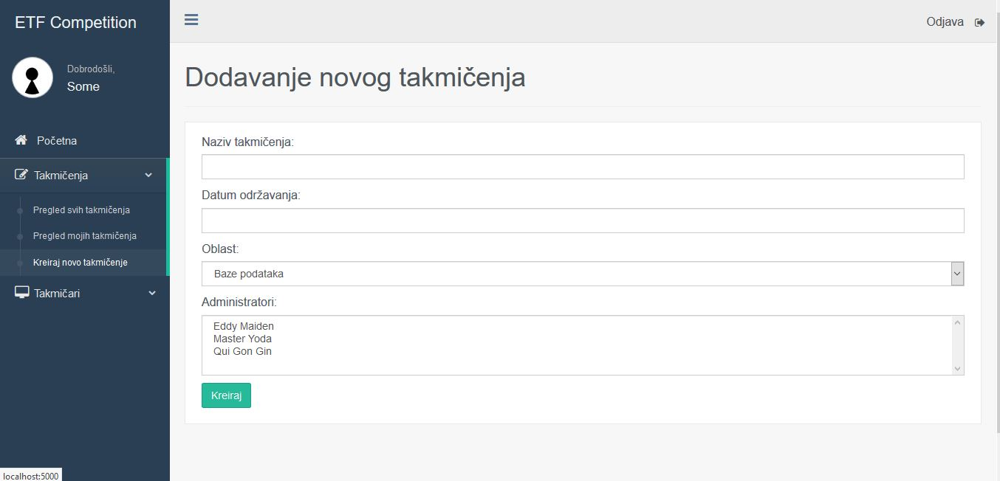 ETF Competition
Dobrodošli,
Some
Početna
Takmičenja
Pregled svih takmičenja
Pregled mojih takmičenja
Kreiraj novo takmičenje
Takmičari
localhost:5000
Odjava
Dodavanje novog takmičenja
Naziv takmičenja:
Datum održavanja:
Oblast:
Baze podataka
Administratori:
Eddy Maiden
Master Yoda
Qui Gon Gin
Kreiraj